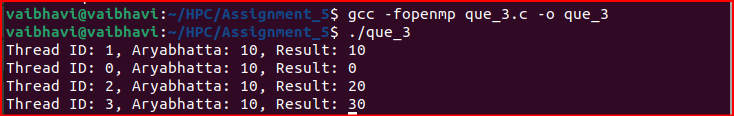 vaibhavi@vaibhavi:~/HPC/Assignment_5$ gcc -fopenmp que_3.c -o que_3
vaibhavi@vaibhavi:~/HPC/Assignment_5$ ./que_3
Thread ID: 1, Aryabhatta: 10, Result: 10
Thread ID: 0, Aryabhatta: 10, Result: 0
Thread ID: 2, Aryabhatta: 10, Result: 20
Thread ID: 3, Aryabhatta: 10, Result: 30